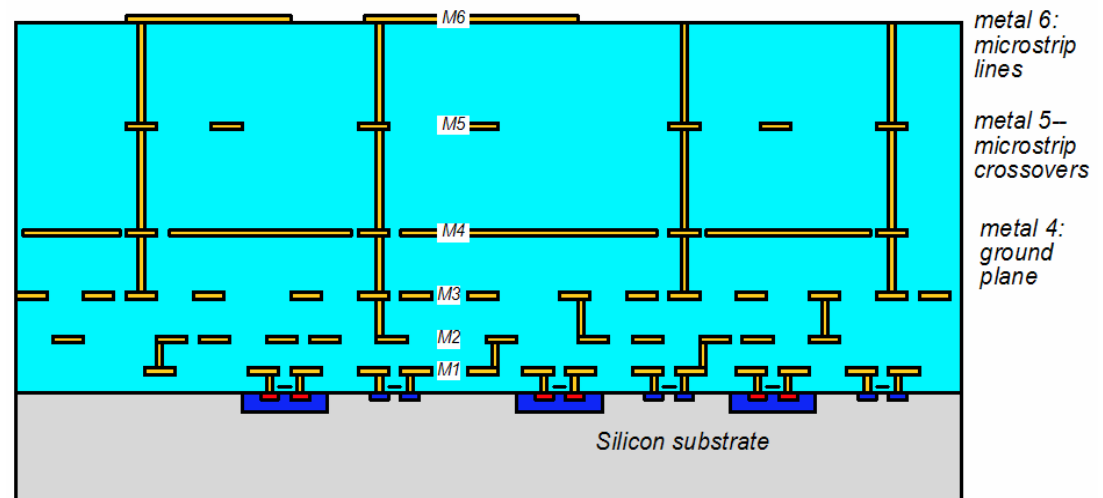 M6
metal 6:
microstrip
lines
M5
metal 5--
microstrip
crossovers
M4
metal 4:
ground
plane
M3
M2
M1
Silicon substrate